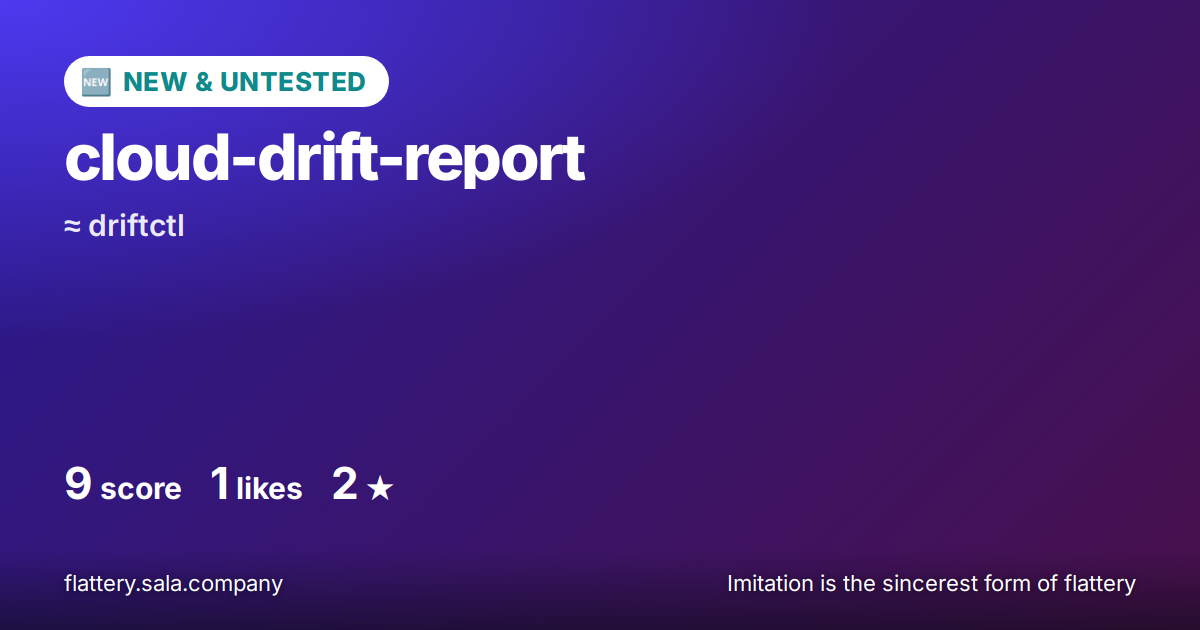 🆕 NEW & UNTESTED
cloud-drift-report
≈ driftctl
9 score 1 likes 2 ★
flattery.sala.company
Imitation is the sincerest form of flattery